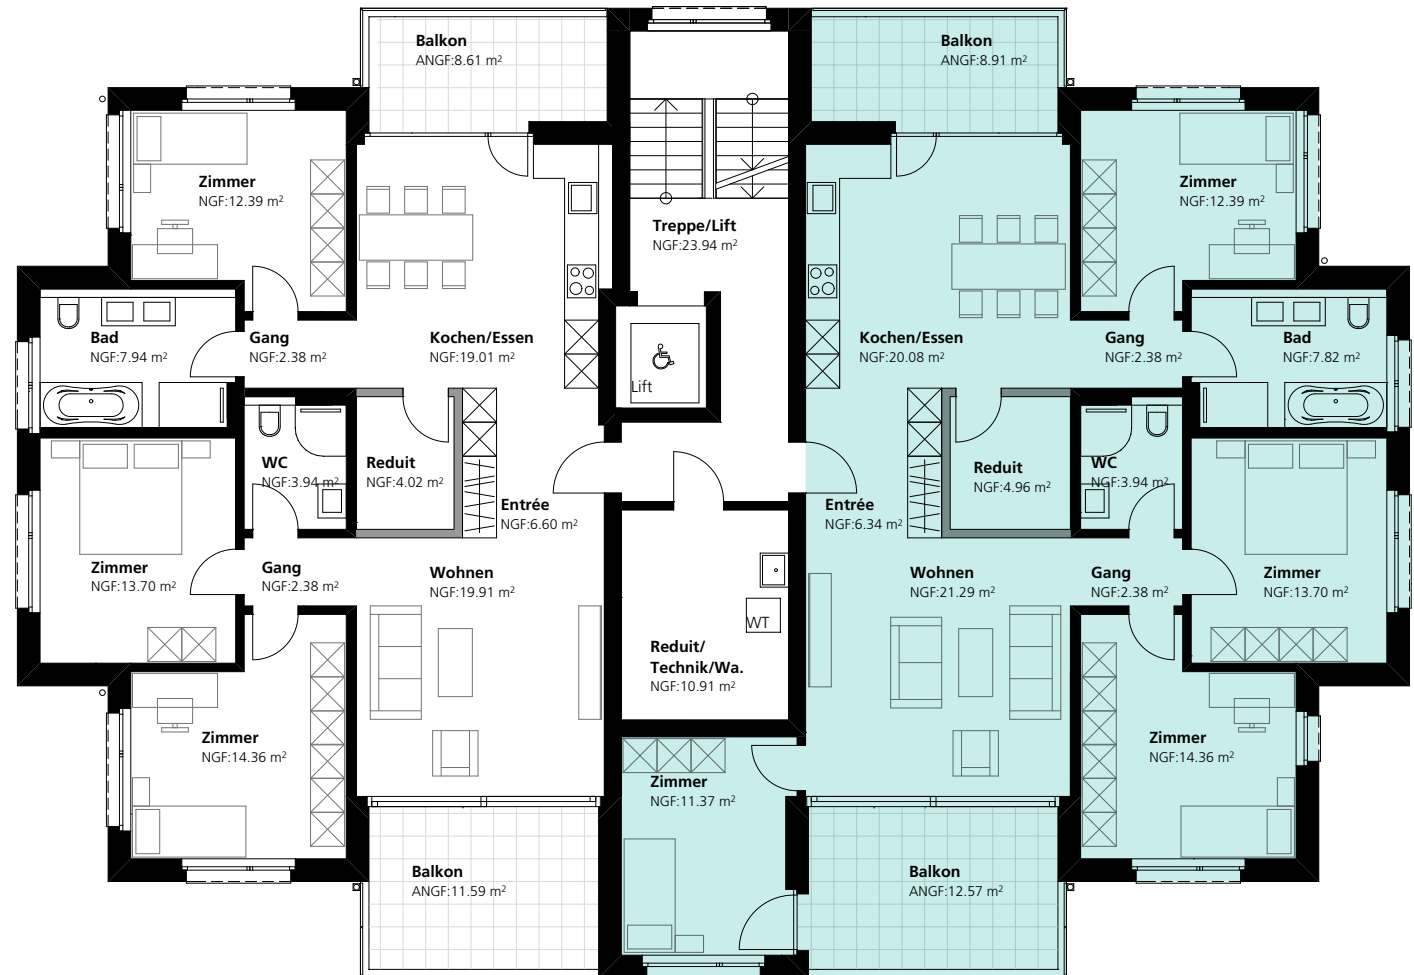 Balkon
ANGF:8.61 m²
Balkon
ANGF:8.91 m²
Zimmer
NGF:12.39 m²
Treppe/Lift
NGF:23.94 m²
Zimmer
NGF:12.39 m²
Bad
NGF:7.94 m²
Gang
NGF:2.38 m²
Kochen/Essen
NGF:19.01 m²
Lift
Kochen/Essen
NGF:20.08 m²
Gang
NGF:2.38 m²
Bad
NGF:7.82 m²
WC
NGF:3.94 m²
Reduit
NGF:4.02 m²
Entrée
NGF:6.60 m²
Entrée
NGF:6.34 m²
Reduit
NGF:4.96 m²
WC
NGF:3.94 m²
Zimmer
NGF:13.70 m²
Gang
NGF:2.38 m²
Wohnen
NGF:19.91 m²
WT
Reduit/
Technik/Wa.
NGF:10.91 m²
Wohnen
NGF:21.29 m²
Gang
NGF:2.38 m²
Zimmer
NGF:13.70 m²
Zimmer
NGF:14.36 m²
Zimmer
NGF:11.37 m²
Zimmer
NGF:14.36 m²
Balkon
ANGF:11.59 m²
Balkon
ANGF:12.57 m²